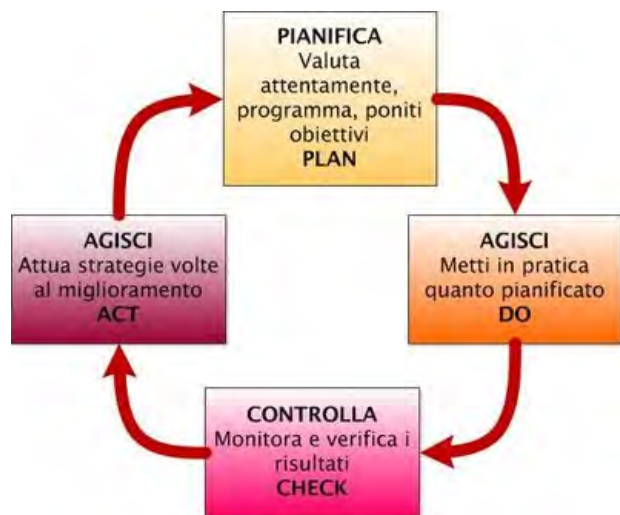 PIANIFICA
Valuta
attentamente,
programma, poniti
obiettivi
PLAN
AGISCI
Metti in pratica
quanto pianificato
DO
CONTROLLA
Monitora e verifica i
risultati
CHECK
AGISCI
Attua strategie volte
al miglioramento
ACT